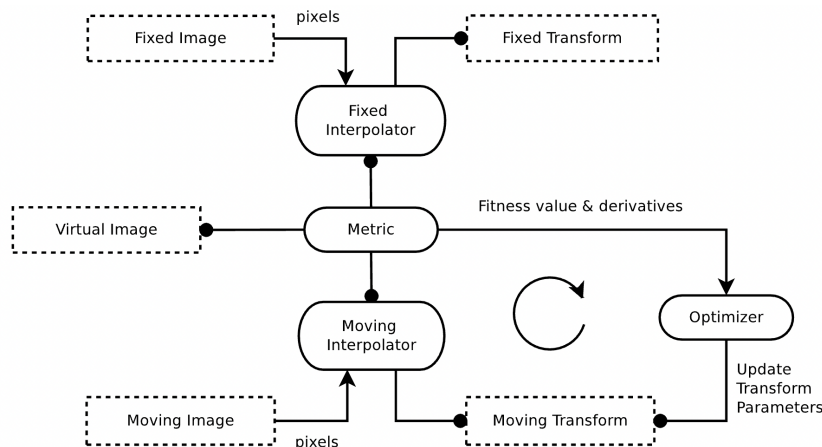 pixels
Fixed Image
Fixed Transform
Fixed
Interpolator
Fitness value & derivatives
Virtual Image
Metric
Moving
Interpolator
Optimizer
Update
Transform
Parameters
Moving Image
Moving Transform
pixels